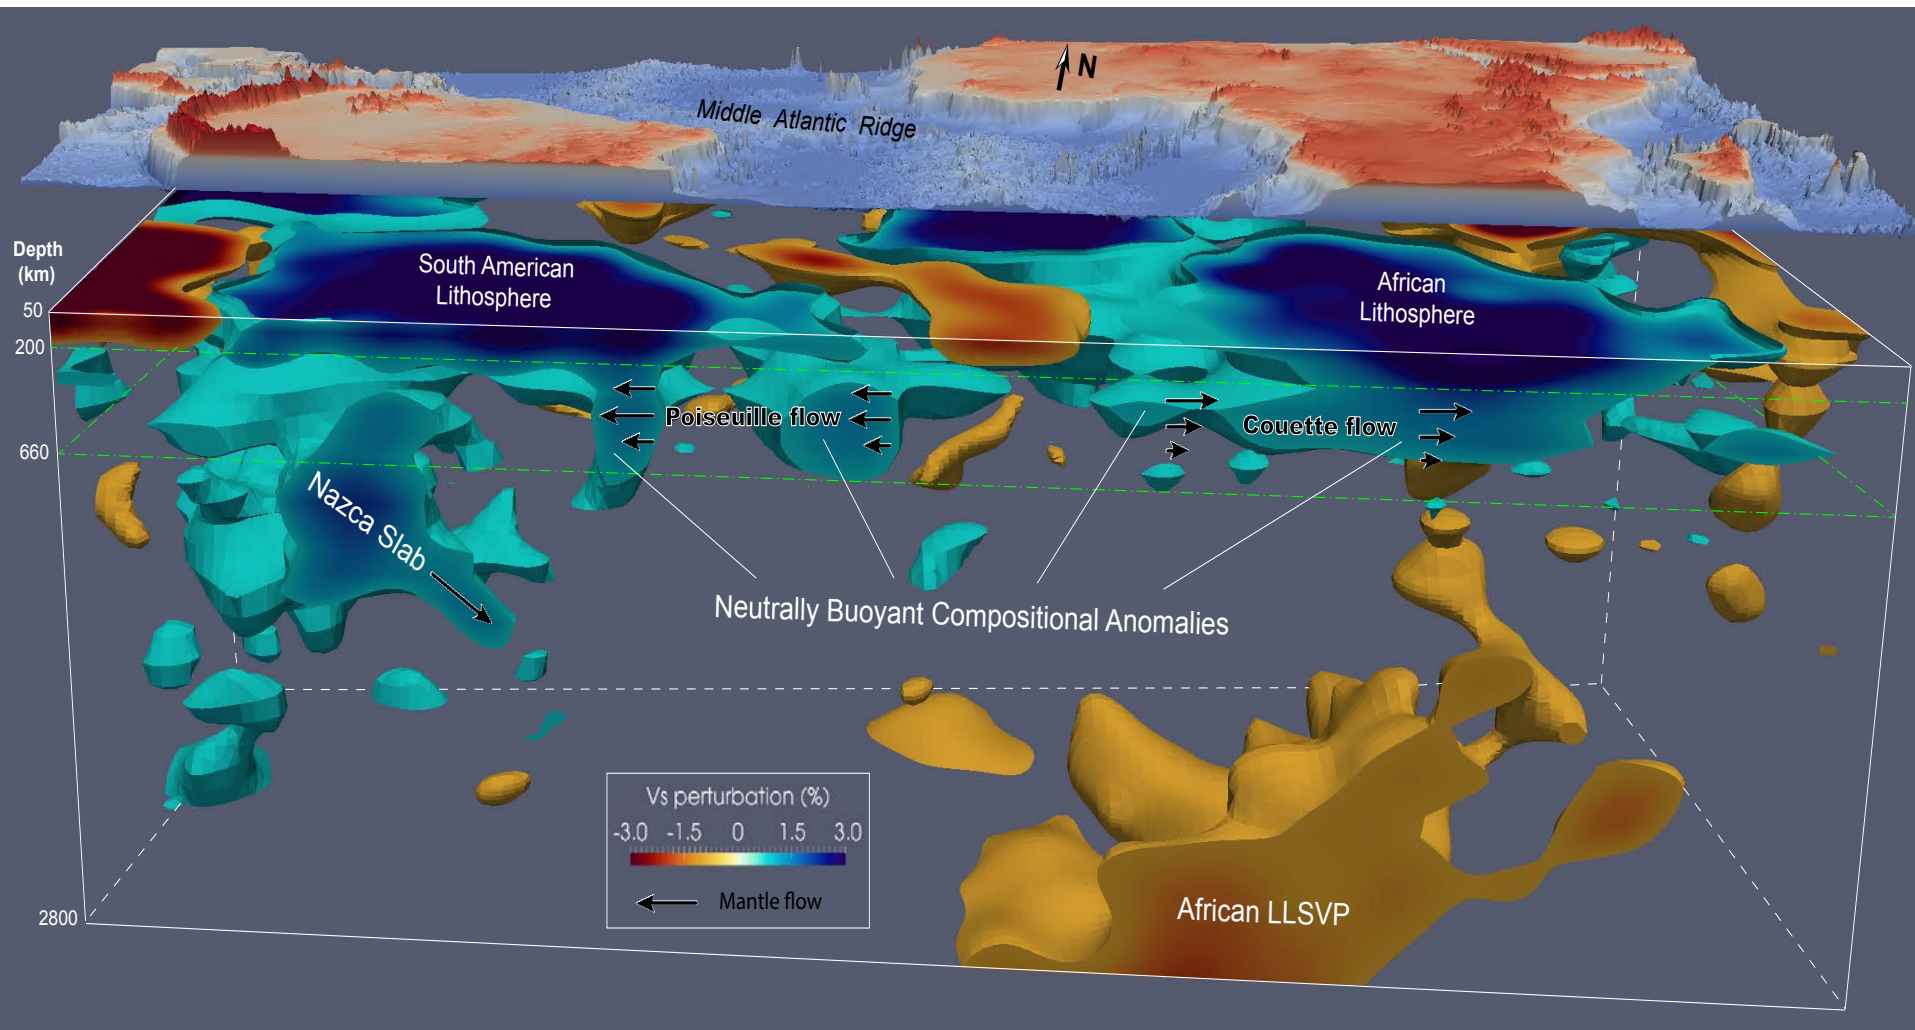 N
Middle Atlantic Ridge
Depth
(km)
50
200
660
2800
South American
Lithosphere
African
Lithosphere
Poiseuille flow
Couette flow
Nazca Slab
Neutrally Buoyant Compositional Anomalies
Vs perturbation (%)
-3.0 -1.5 0 1.5 3.0
Mantle flow
African LLSVP